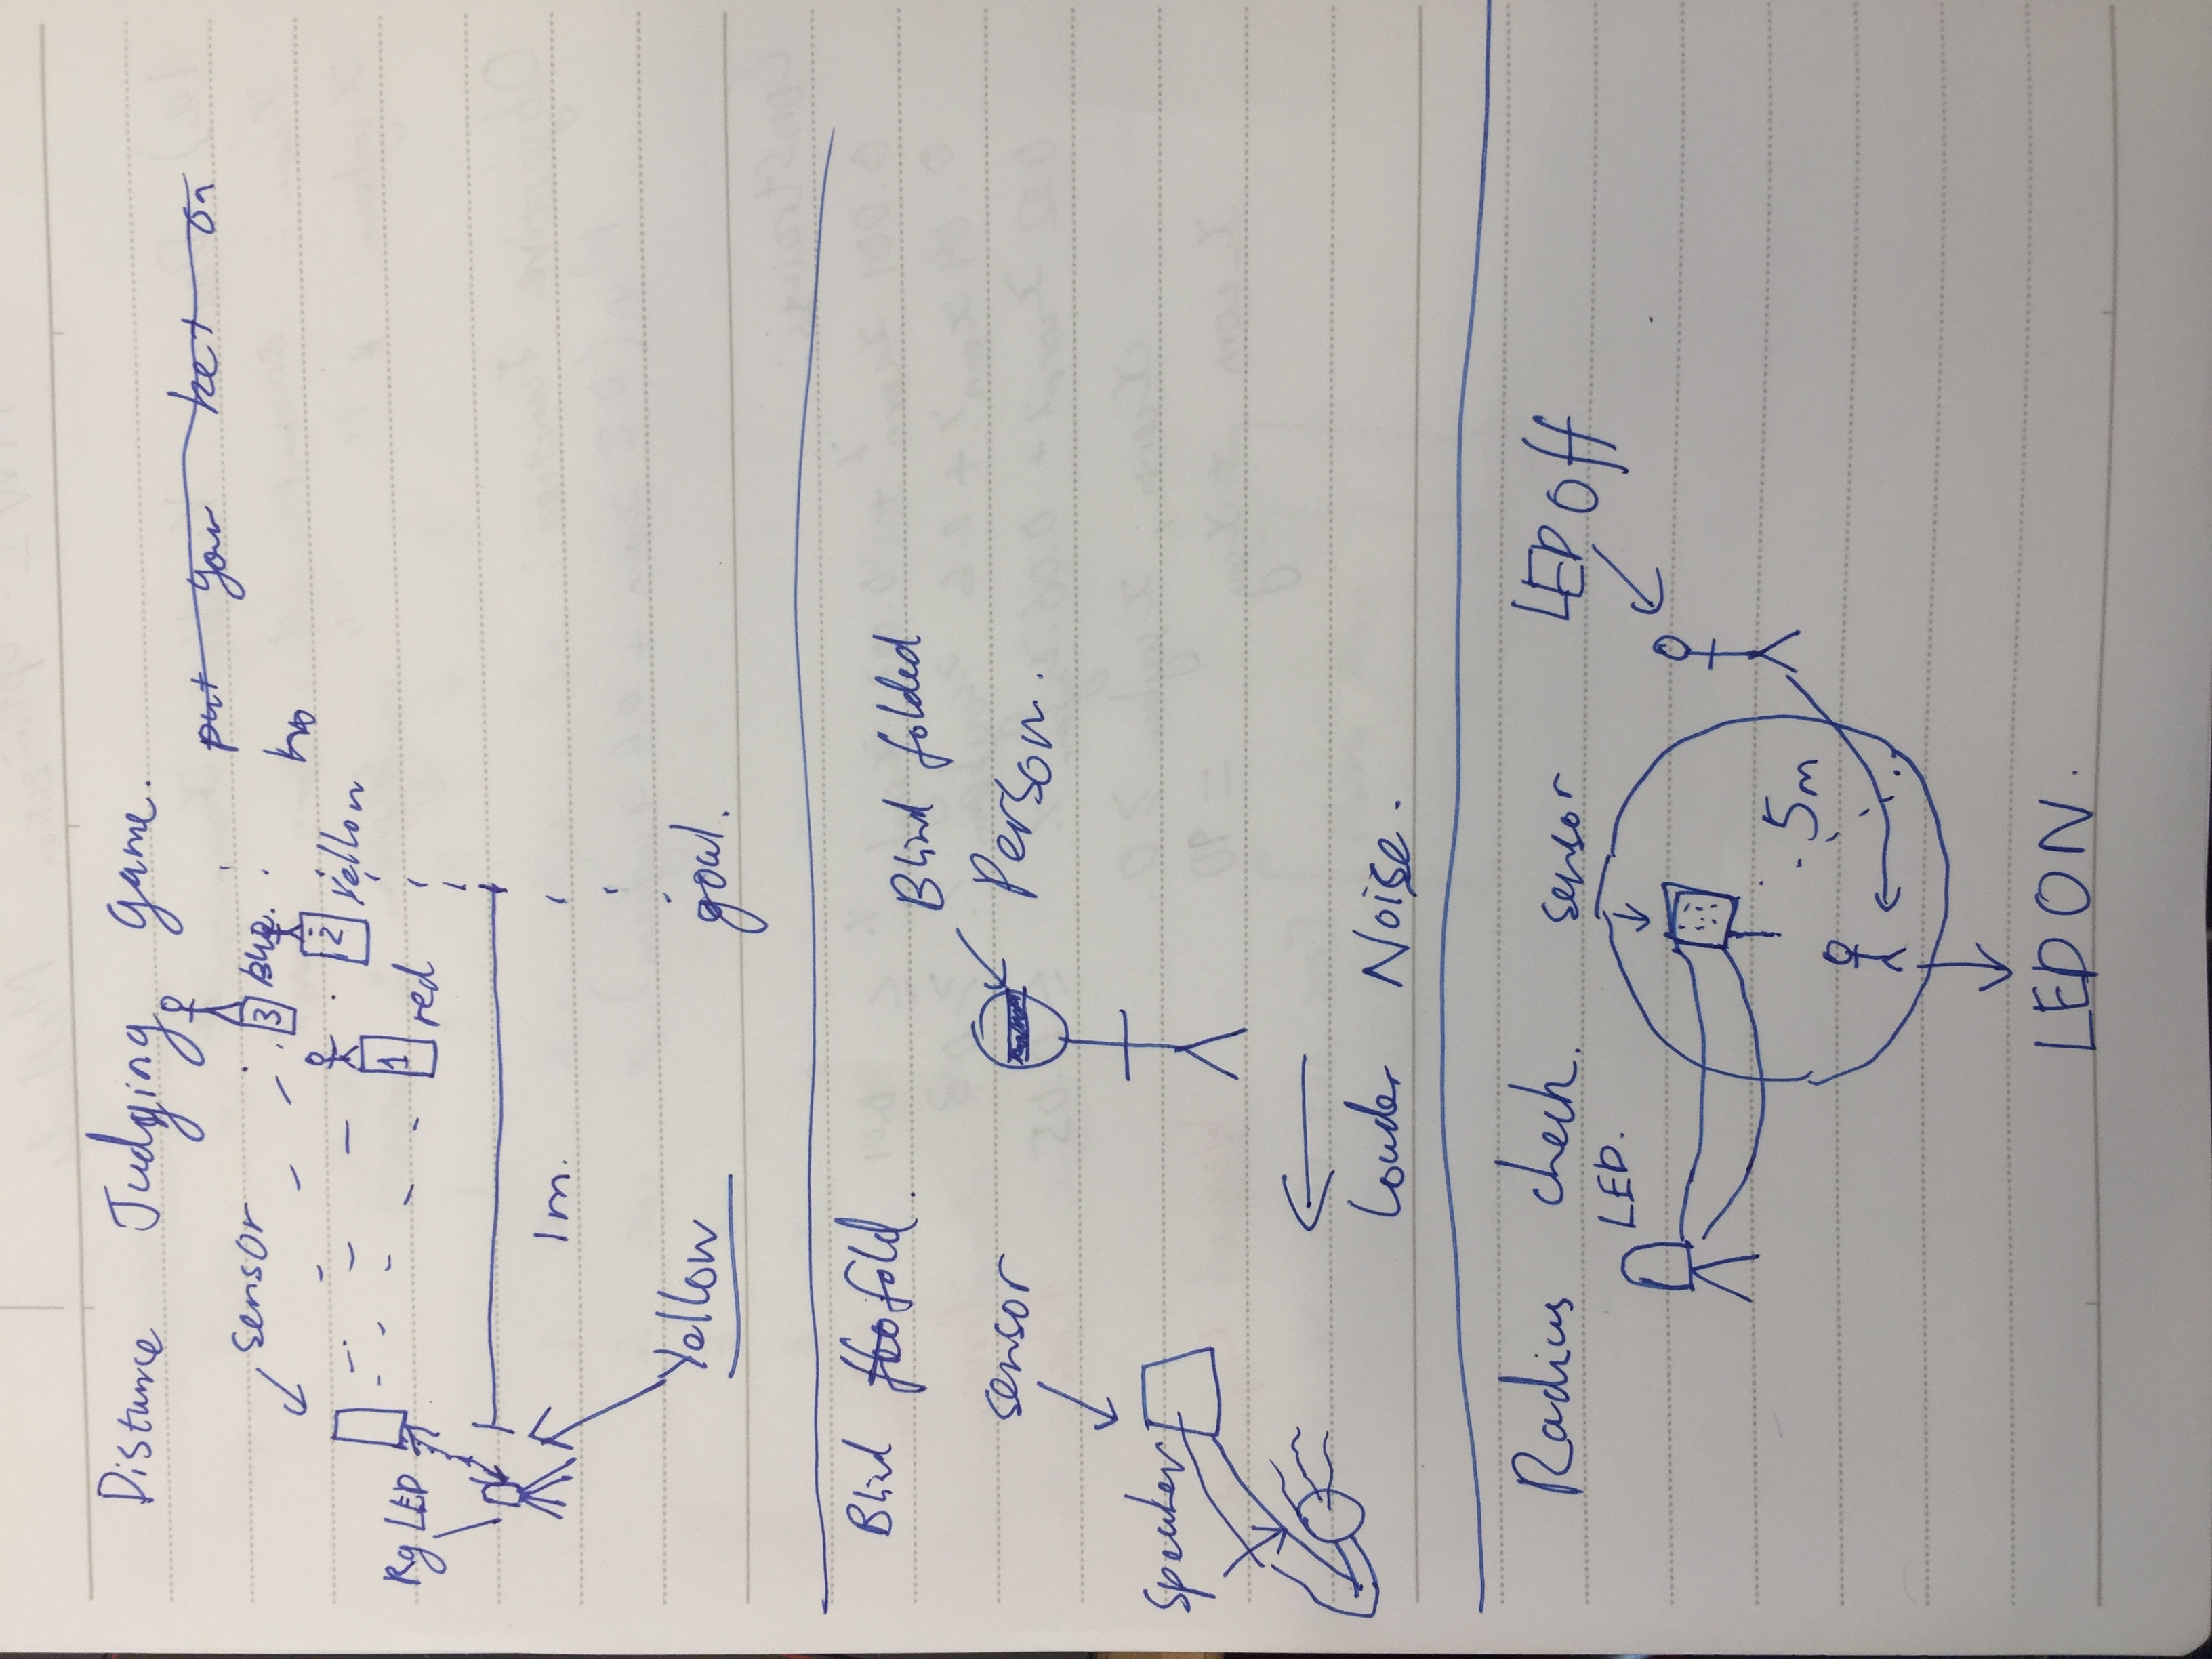 Distance Judging Game.
put your bet on
sensor
3 Blue.
2 Yellow
Rg LED
1 red
1m.
Yellow
goal.
Blind fold.
Blind folded
Person.
sensor
speaker
Louder Noise.
Radius check.
sensor
LED Off
LED.
5m
LED ON.